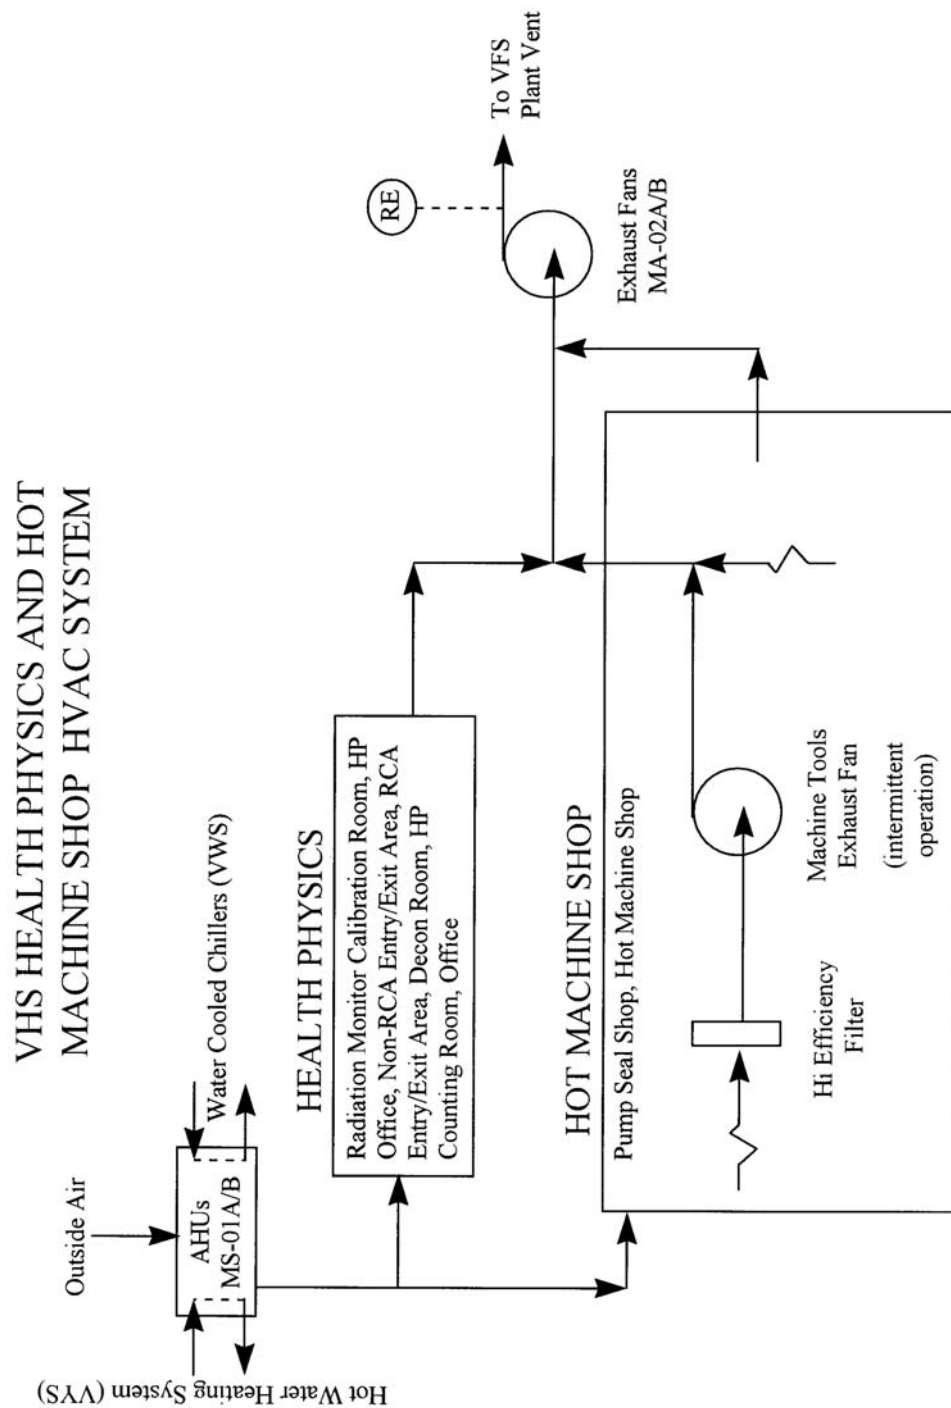 VHS HEALTH PHYSICS AND HOT
MACHINE SHOP HVAC SYSTEM
Outside Air
AHUs
MS-01A/B
Water Cooled Chillers (VWS)
Hot Water Heating System (VYS)
HEALTH PHYSICS
Radiation Monitor Calibration Room, HP
Office, Non-RCA Entry/Exit Area, RCA
Entry/Exit Area, Decon Room, HP
Counting Room, Office
RE
To VFS
Plant Vent
Exhaust Fans
MA-02A/B
HOT MACHINE SHOP
Pump Seal Shop, Hot Machine Shop
Hi Efficiency
Filter
Machine Tools
Exhaust Fan
(intermittent
operation)